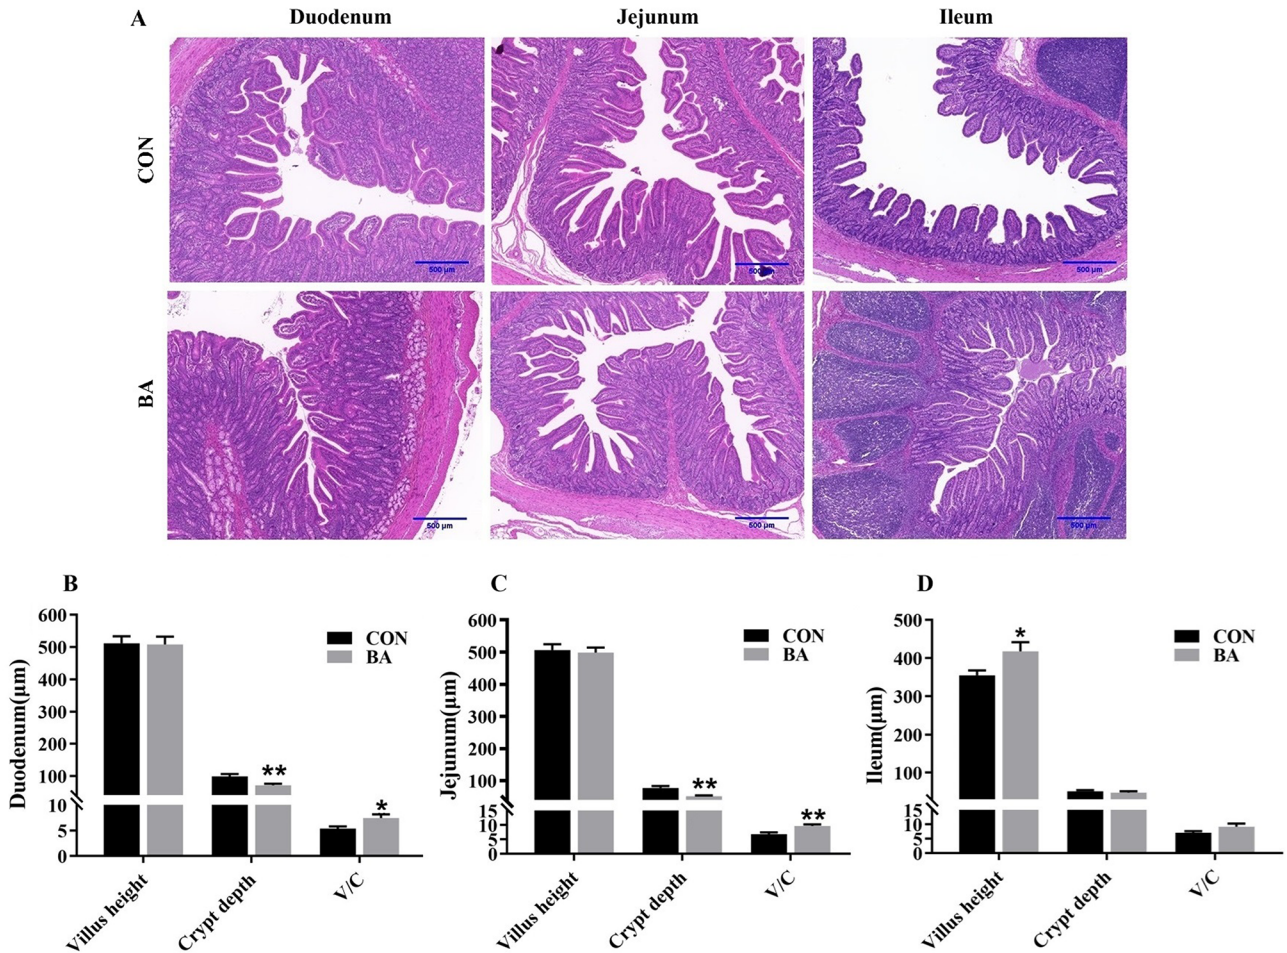 A
Duodenum
Jejunum
Ileum
CON
500 μm
500 μm
500 μm
BA
500 μm
500 μm
500 μm
B
Duodenum(μm)
600
500
400
300
200
100
10
5
0
CON
BA
**
*
Villus height
Crypt depth
V/C
C
Jejunum(μm)
600
500
400
300
200
100
15
10
5
0
CON
BA
**
**
Villus height
Crypt depth
V/C
D
Ileum(μm)
500
400
300
200
100
15
10
5
0
CON
BA
*
Villus height
Crypt depth
V/C